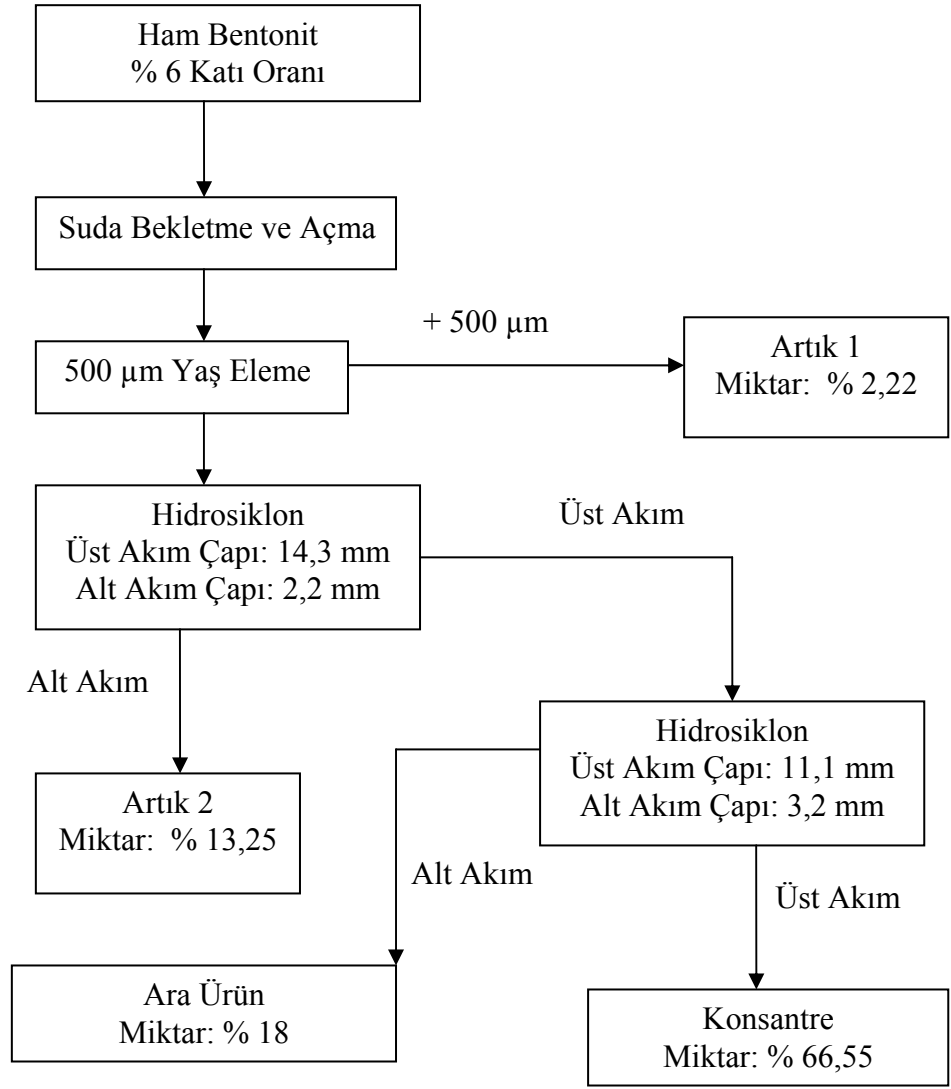 Ham Bentonit
% 6 Katı Oranı
Suda Bekletme ve Açma
500 µm Yaş Eleme
+ 500 µm
Artık 1
Miktar: % 2,22
Hidrosiklon
Üst Akım Çapı: 14,3 mm
Alt Akım Çapı: 2,2 mm
Üst Akım
Alt Akım
Artık 2
Miktar: % 13,25
Hidrosiklon
Üst Akım Çapı: 11,1 mm
Alt Akım Çapı: 3,2 mm
Alt Akım
Üst Akım
Ara Ürün
Miktar: % 18
Konsantre
Miktar: % 66,55